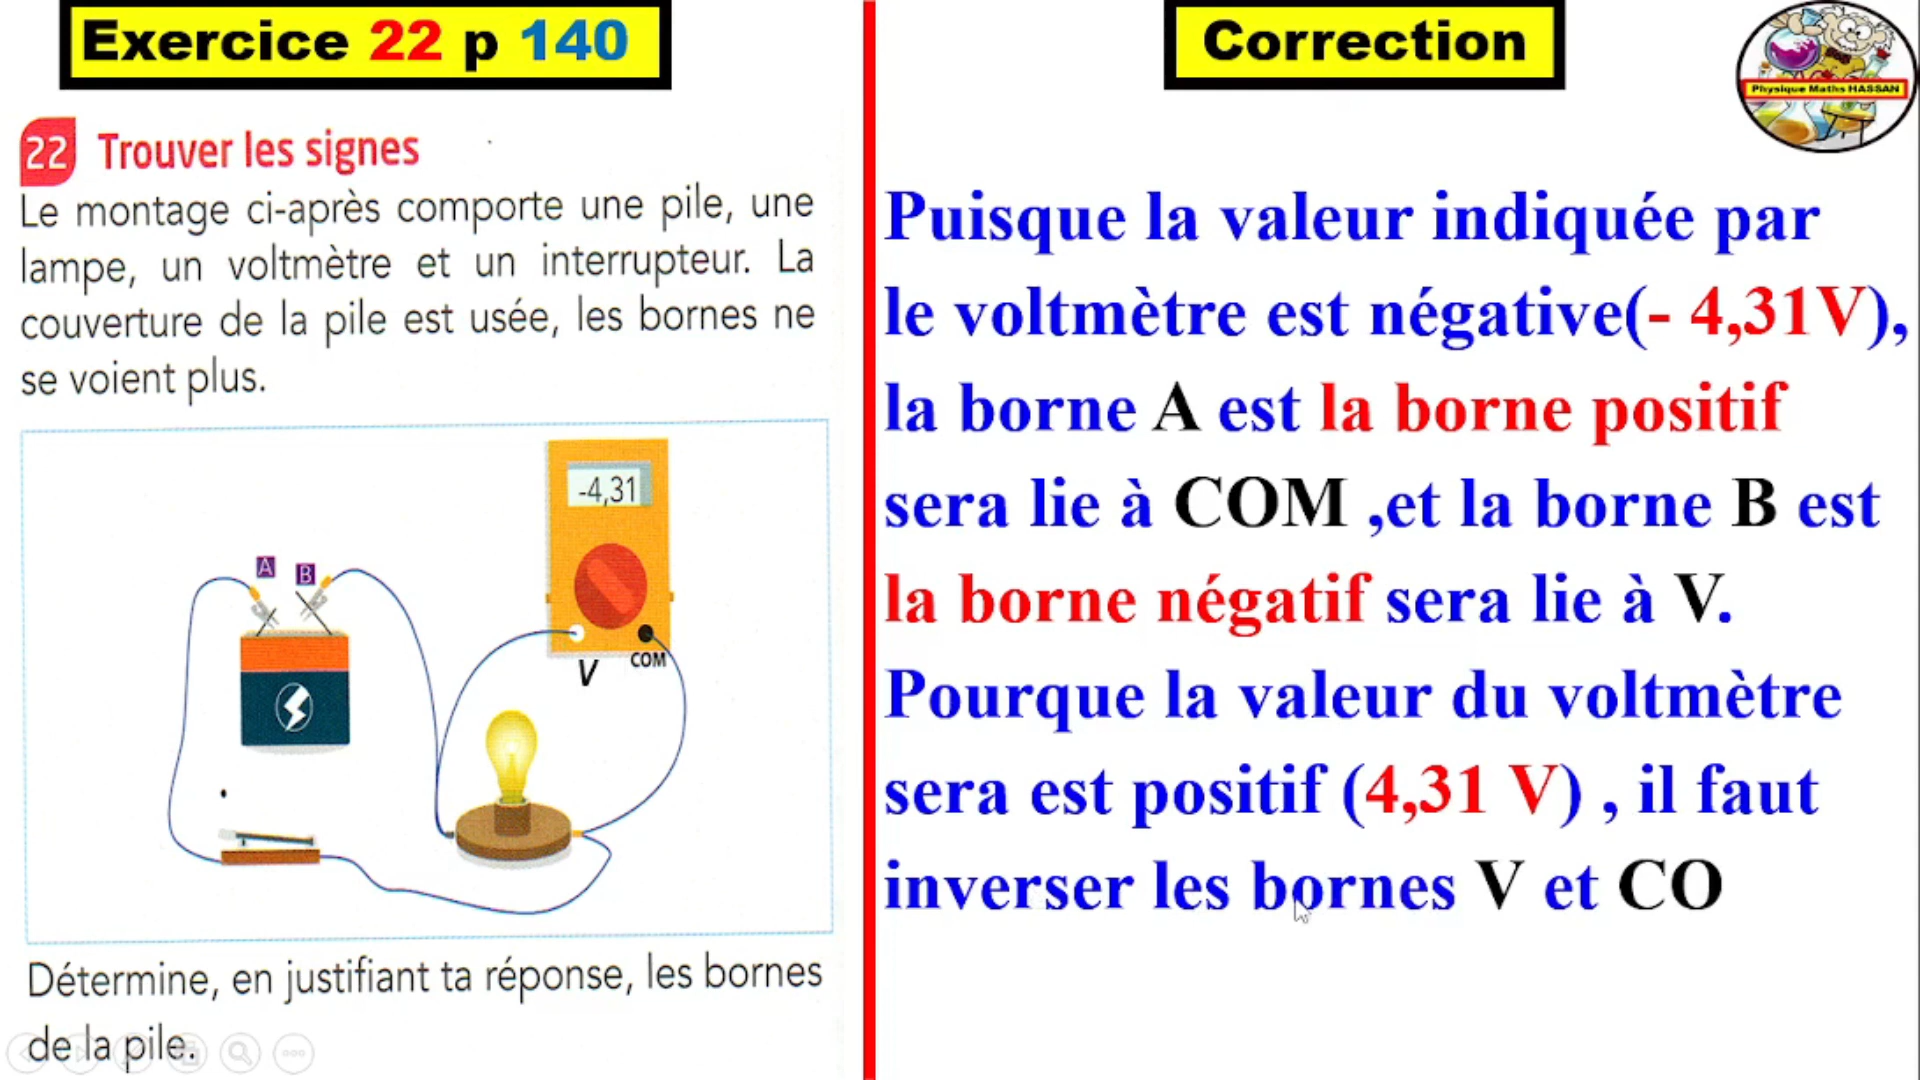 Exercice 22 p 140
22 Trouver les signes
Le montage ci-après comporte une pile, une
lampe, un voltmètre et un interrupteur. La
couverture de la pile est usée, les bornes ne
se voient plus.
-4,31
A
B
V
COM
Détermine, en justifiant ta réponse, les bornes
de la pile.
Correction
Physique Maths HASSAN
Puisque la valeur indiquée par
le voltmètre est négative(- 4,31V),
la borne A est la borne positif
sera lie à COM ,et la borne B est
la borne négatif sera lie à V.
Pourque la valeur du voltmètre
sera est positif (4,31 V) , il faut
inverser les bornes V et CO